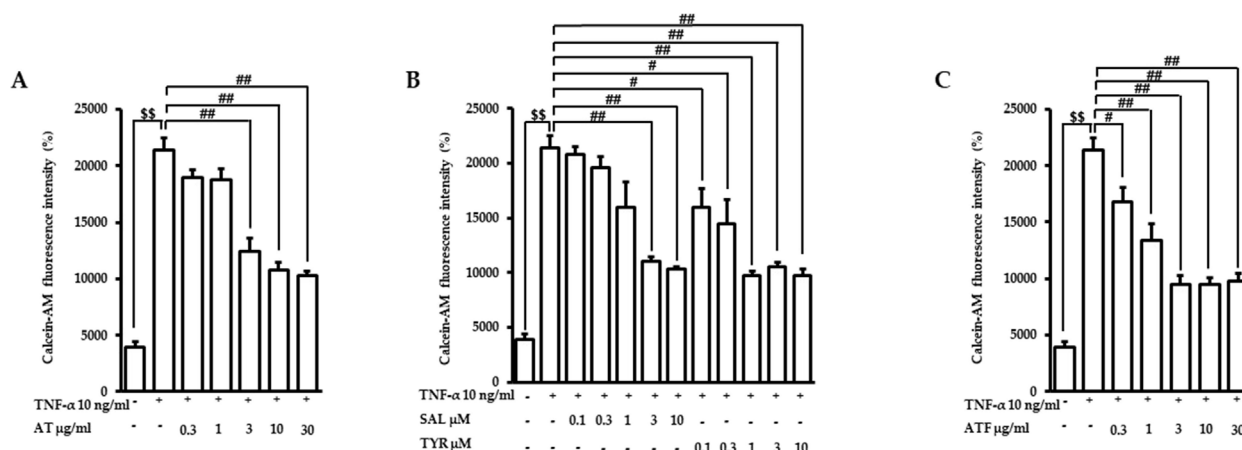 A
##
##
##
$$
Calcein-AM fluorescence intensity (%)
25000
20000
15000
10000
5000
0
TNF-α 10 ng/ml - + + + + + +
AT µg/ml - - 0.3 1 3 10 30
B
##
##
##
#
#
##
##
$$
Calcein-AM fluorescence intensity (%)
25000
20000
15000
10000
5000
0
TNF-α 10 ng/ml - + + + + + + + + + + +
SAL µM - - 0.1 0.3 1 3 10 - - - - -
TYR µM - - - - - - - 0.1 0.3 1 3 10
C
##
##
##
##
#
$$
Calcein-AM fluorescence intensity (%)
25000
20000
15000
10000
5000
0
TNF-α 10 ng/ml - + + + + + +
ATF µg/ml - - 0.3 1 3 10 30